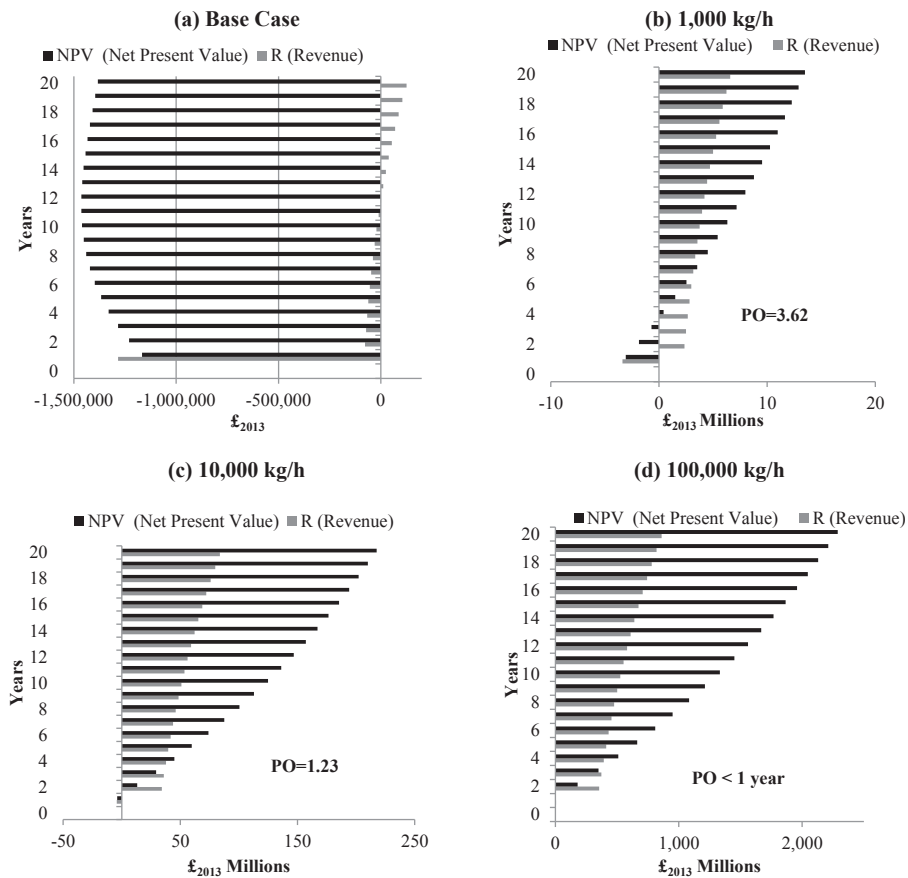 (a) Base Case
NPV (Net Present Value) R (Revenue)
20
18
16
14
12
10
8
6
4
2
0
Years
-1,500,000 -1,000,000 -500,000 0
£2013
(b) 1,000 kg/h
NPV (Net Present Value) R (Revenue)
20
18
16
14
12
10
8
6
4
2
0
Years
PO=3.62
-10 0 10 20
£2013 Millions
(c) 10,000 kg/h
NPV (Net Present Value) R (Revenue)
20
18
16
14
12
10
8
6
4
2
0
Years
PO=1.23
-50 50 150 250
£2013 Millions
(d) 100,000 kg/h
NPV (Net Present Value) R (Revenue)
20
18
16
14
12
10
8
6
4
2
0
Years
PO < 1 year
0 1,000 2,000
£2013 Millions